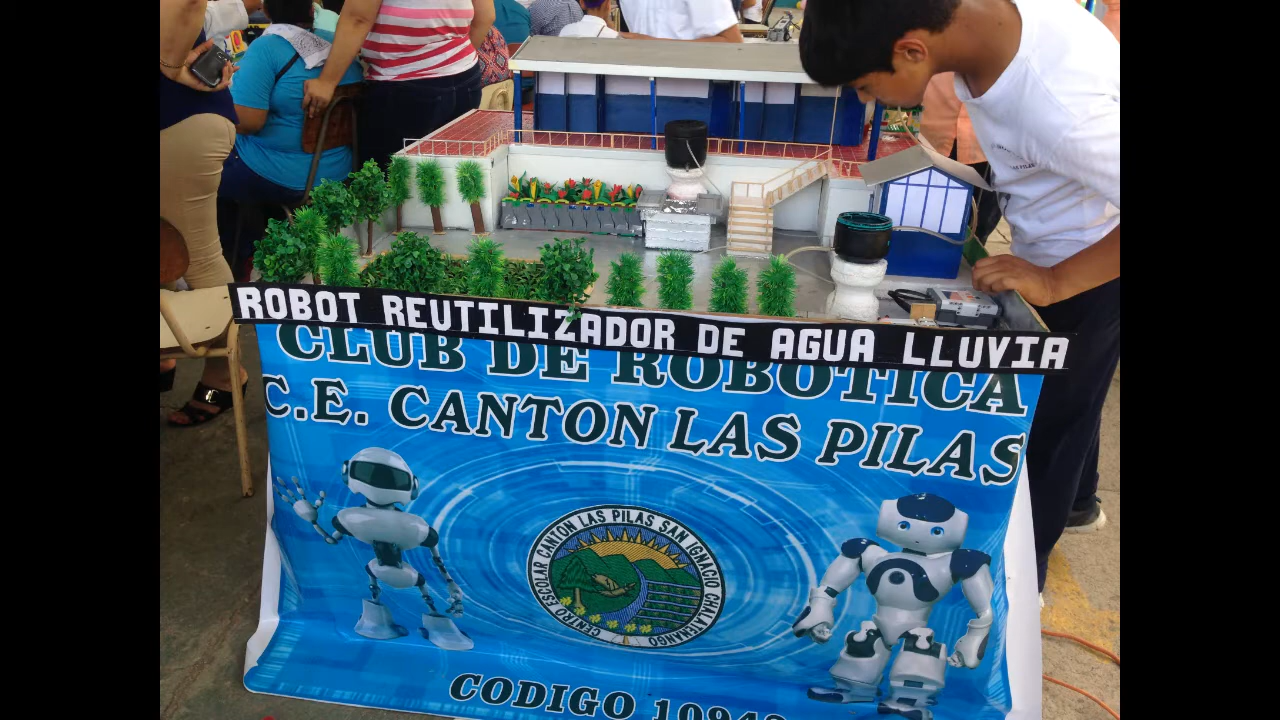 ROBOT REUTILIZADOR DE AGUA LLUVIA
CLUB DE ROBOTICA
C.E. CANTON LAS PILAS
CENTRO ESCOLAR CANTON LAS PILAS SAN IGNACIO CHALATENANGO
CODIGO